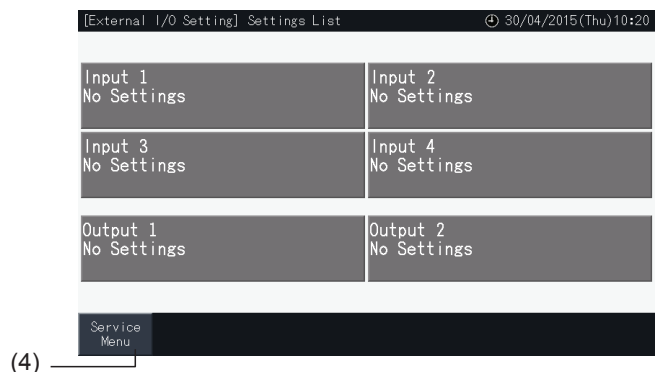 [External I/O Setting] Settings List 30/04/2015(Thu)10:20
Input 1
No Settings
Input 2
No Settings
Input 3
No Settings
Input 4
No Settings
Output 1
No Settings
Output 2
No Settings
Service
Menu
(4)